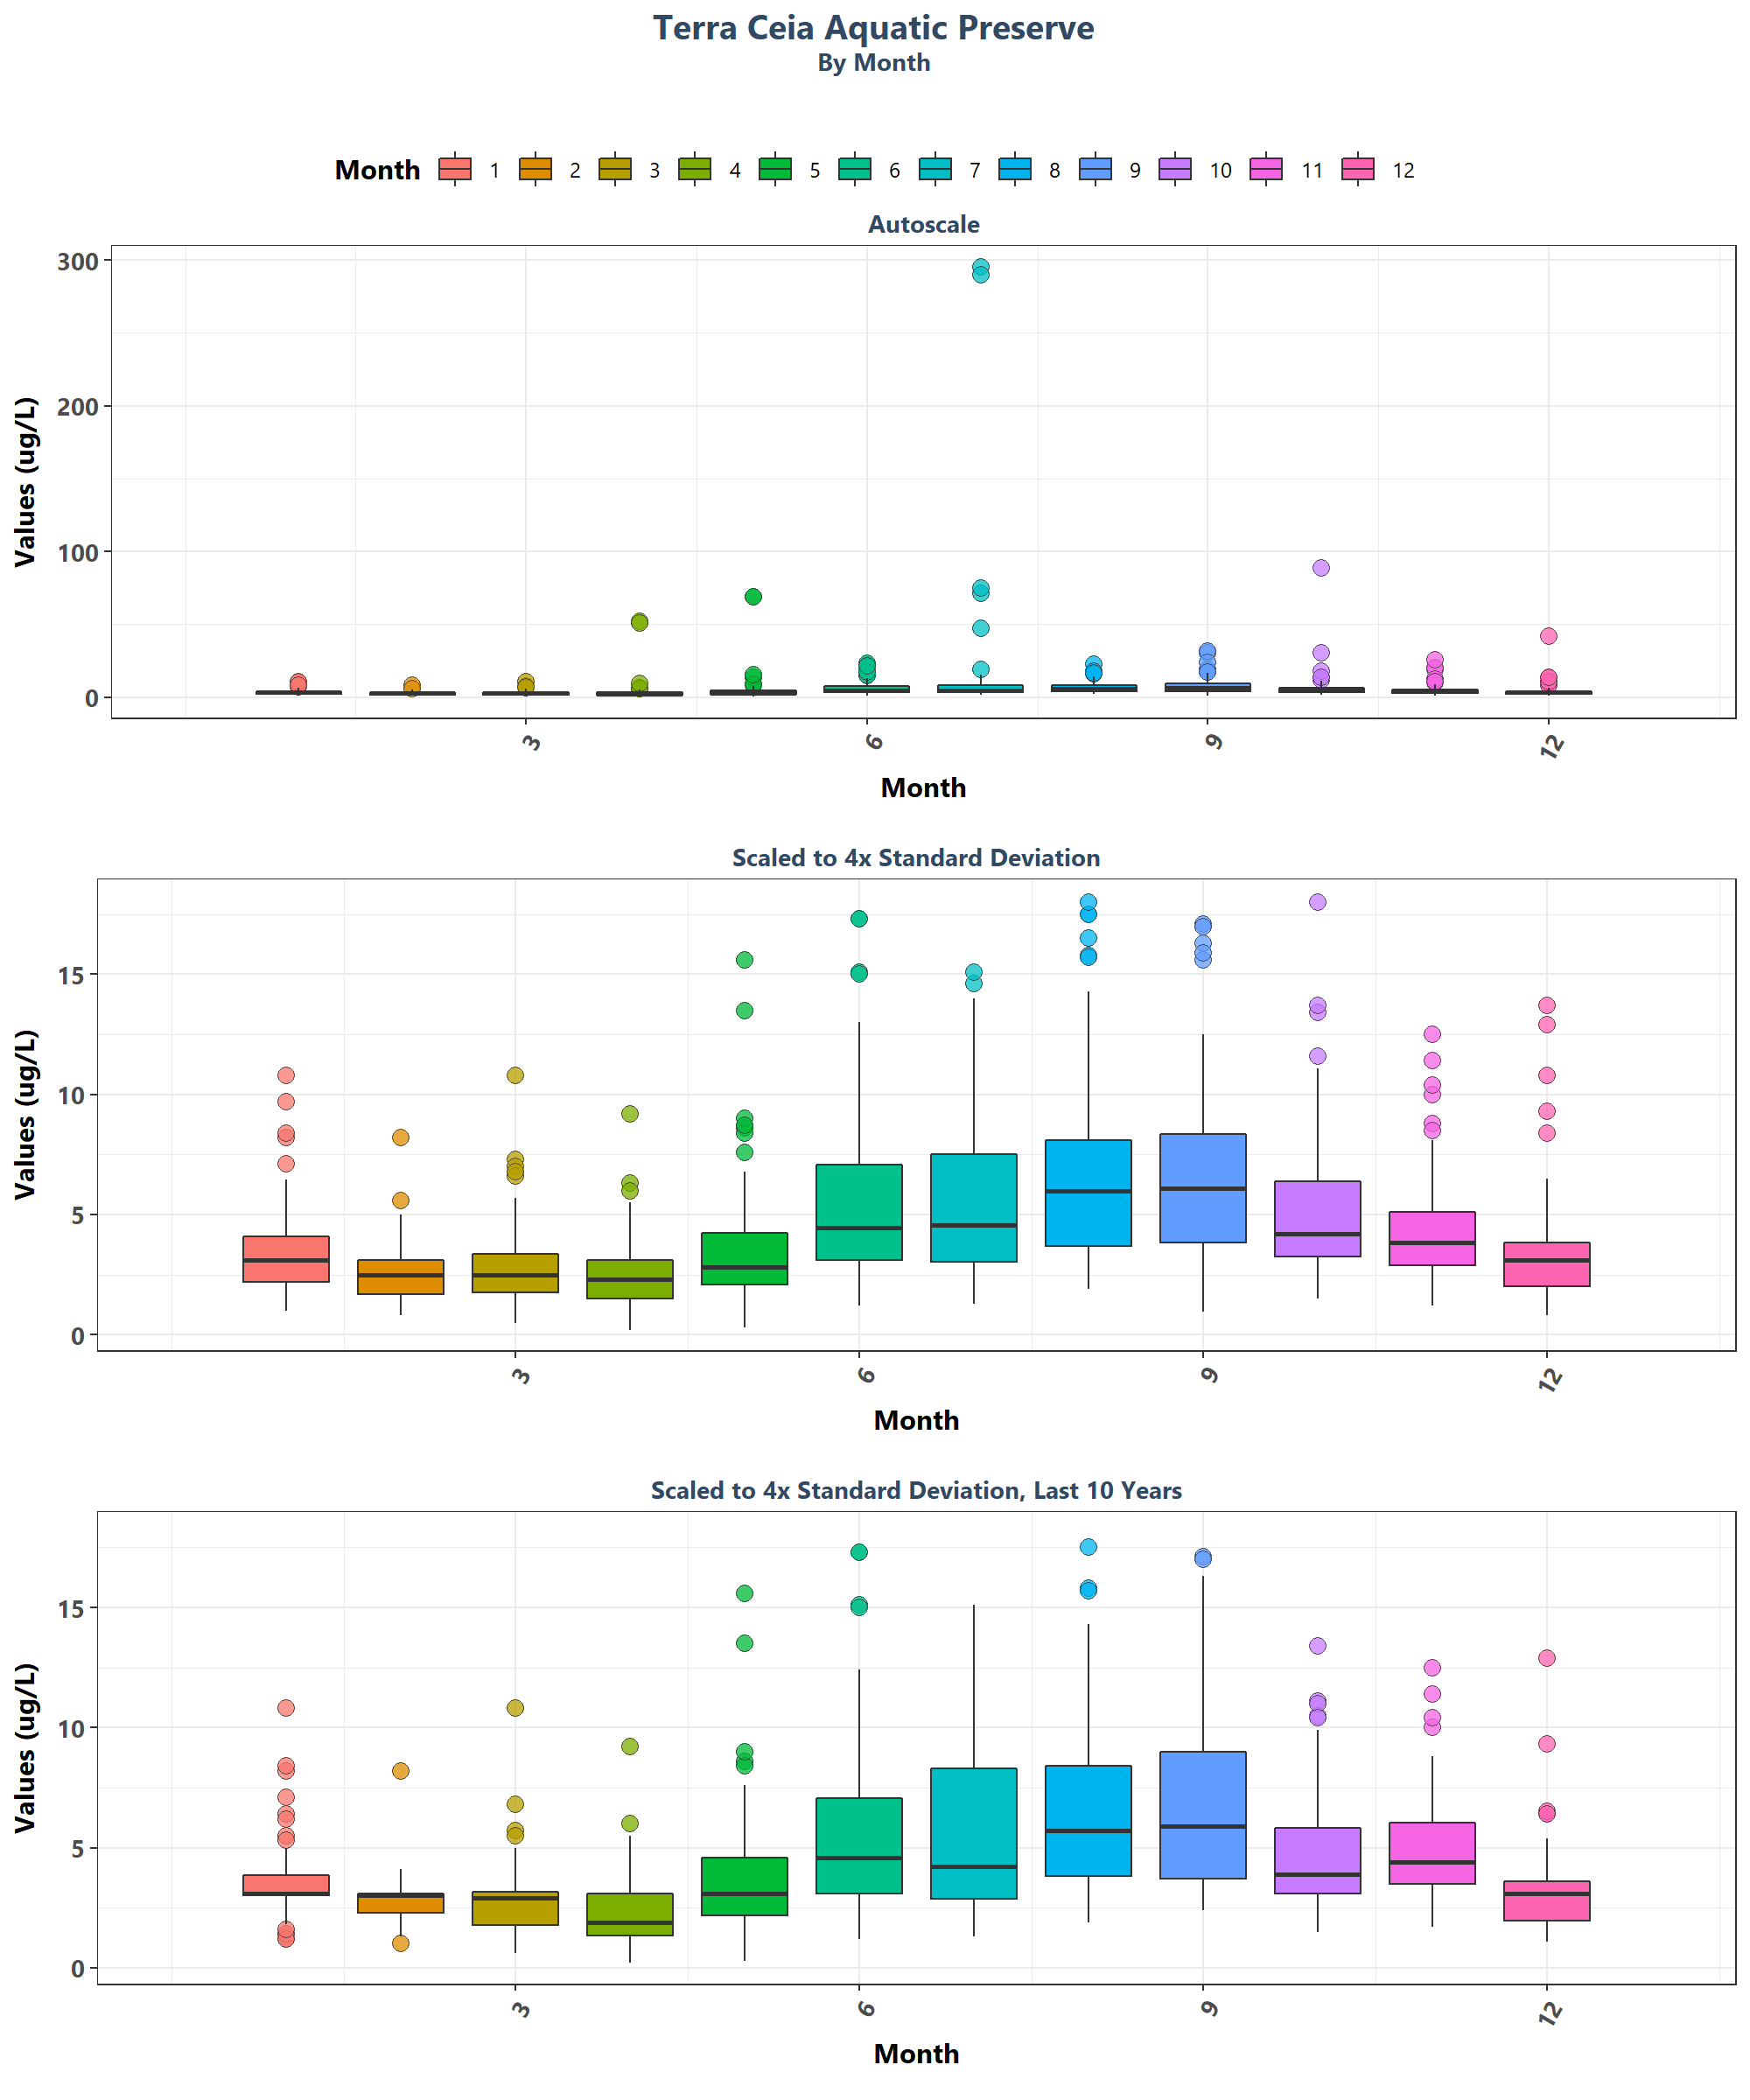 Terra Ceia Aquatic Preserve
By Month
Month 1 2 3 4 5 6 7 8 9 10 11 12
Autoscale
Values (ug/L)
300
200
100
0
3 6 9 12
Month
Scaled to 4x Standard Deviation
Values (ug/L)
15
10
5
0
3 6 9 12
Month
Scaled to 4x Standard Deviation, Last 10 Years
Values (ug/L)
15
10
5
0
3 6 9 12
Month